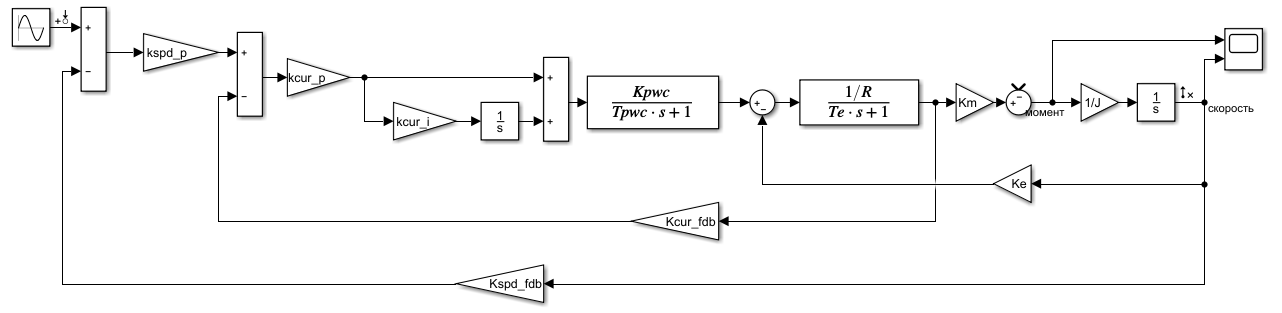 +
−
kspd_p
+
−
kcur_p
kcur_i
1
s
+
+
Kpwc
Tpwc · s + 1
+
−
1/R
Te · s + 1
Km
+
−
момент
1/J
1
s
скорость
Ke
Kcur_fdb
Kspd_fdb